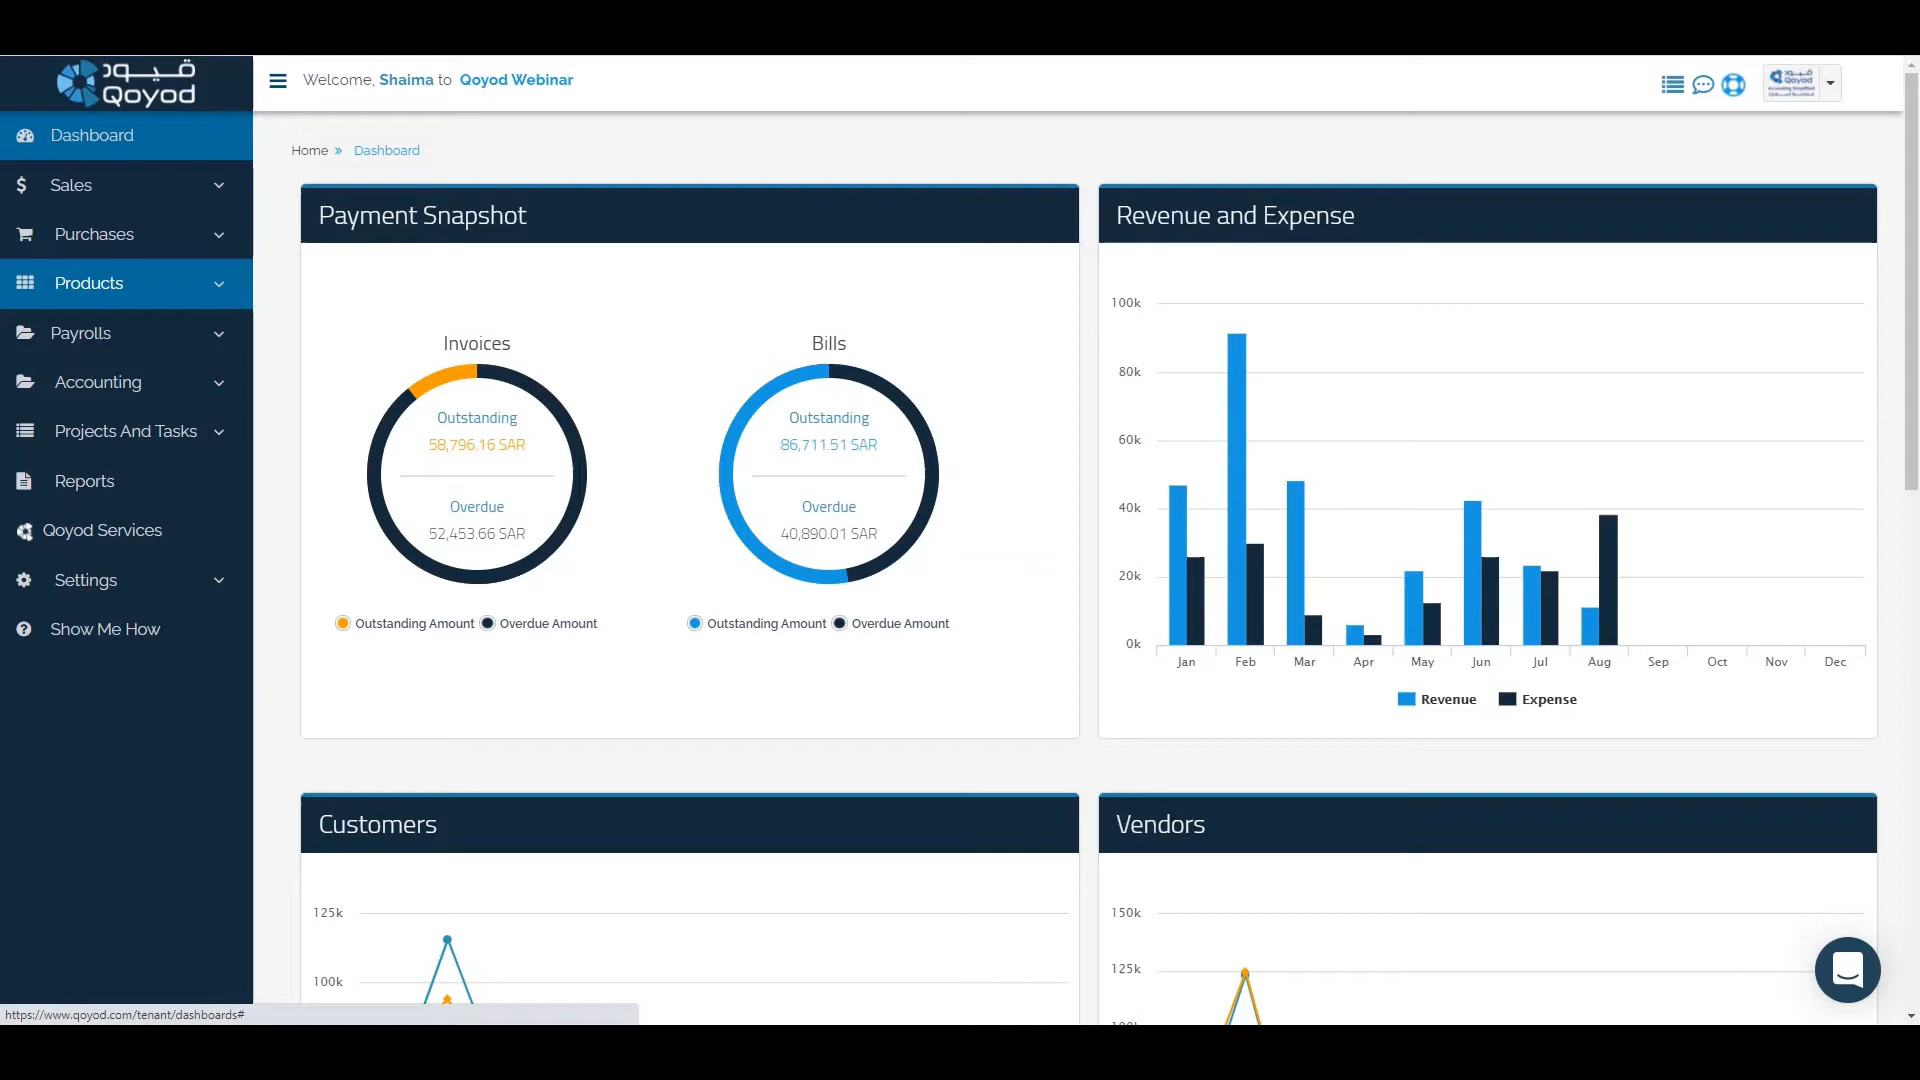 قيود
Qoyod
Welcome, Shaima to Qoyod Webinar
Qoyod
Dashboard
Sales
Purchases
Products
Payrolls
Accounting
Projects And Tasks
Reports
Qoyod Services
Settings
Show Me How
Home » Dashboard
Payment Snapshot
Invoices
Outstanding
58,796.16 SAR
Overdue
52,453.66 SAR
Outstanding Amount Overdue Amount
Bills
Outstanding
86,711.51 SAR
Overdue
40,890.01 SAR
Outstanding Amount Overdue Amount
Revenue and Expense
100k
80k
60k
40k
20k
0k
Jan Feb Mar Apr May Jun Jul Aug Sep Oct Nov Dec
Revenue Expense
Customers
125k
100k
Vendors
150k
125k
https://www.qoyod.com/tenant/dashboards#